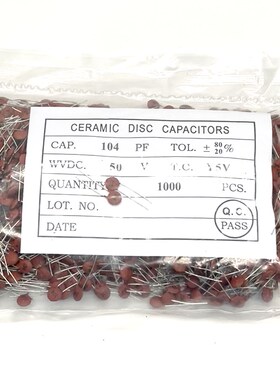 CERAMIC DISC CAPACITORS
CAP. 104 PF TOL. ± 80/20 %
WVDC. 50 V T.C. Y5V
QUANTITY 1000 PCS.
LOT. NO. Q.C.
DATE PASS